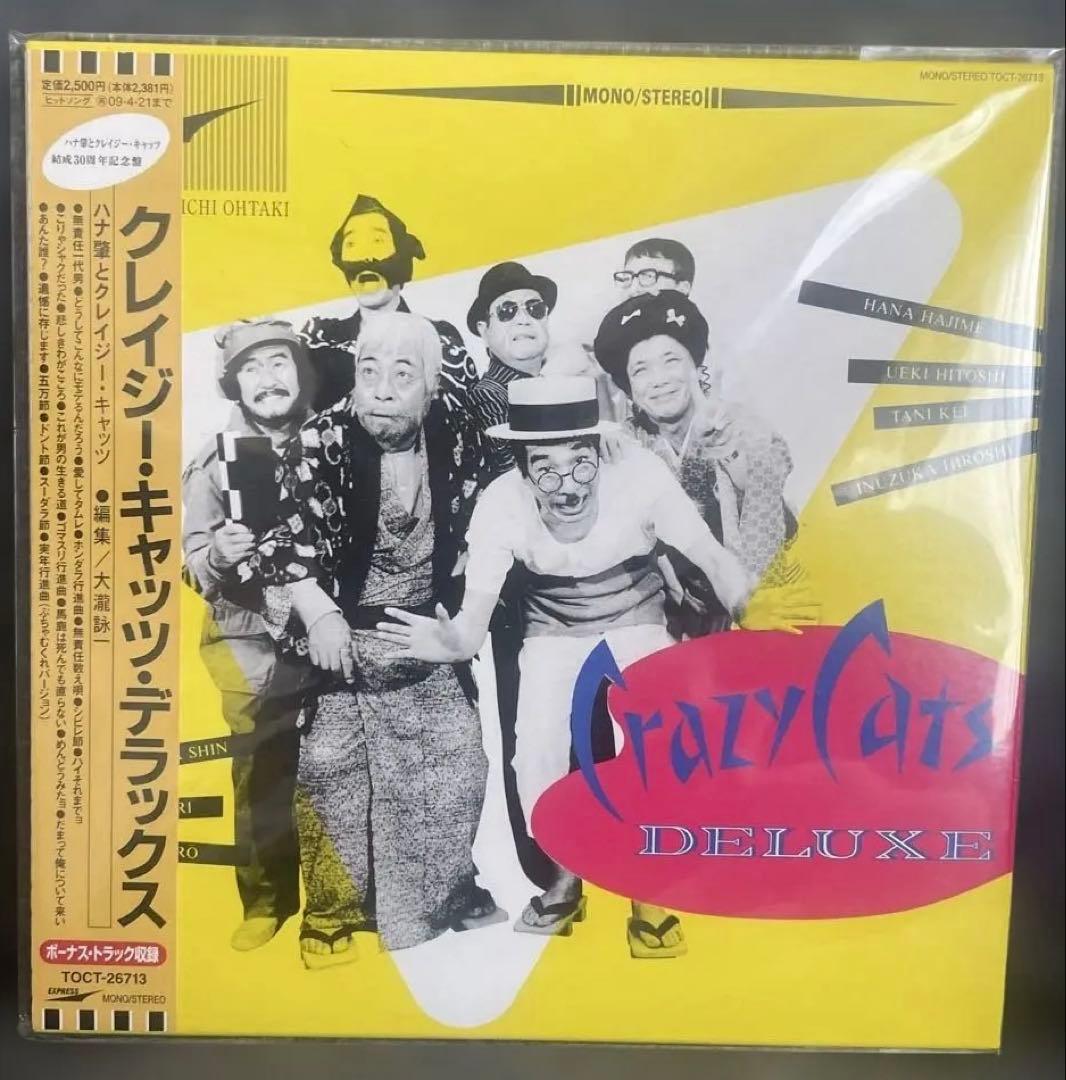 定価2,500円(本体2,381円)
ヒットソング ㊂09-4-21まで
ハナ肇とクレイジー・キャッツ
結成30周年記念盤
クレイジー・キャッツ・デラックス
ハナ肇とクレイジー・キャッツ ●編集/大瀧詠一
●無責任一代男●どうしてこんなにモテるんだろう●愛してタムレ●ホンダラ行進曲●無責任数え唄●シビレ節●ハイそれまでョ
●こりゃシャクだった●悲しきわがこころ●これが男の生きる道●ゴマスリ行進曲●馬鹿は死んでも直らない●めんどうみたョ●だまって俺について来い
●あんた誰?●遺憾に存じます●五万節●ドント節●スーダラ節●実年行進曲(ぶちゃむくれバージョン)
ボーナス・トラック収録
TOCT-26713
EXPRESS MONO/STEREO
MONO/STEREO TOCT-26713
MONO/STEREO
ICHI OHTAKI
HANA HAJIME
UEKI HITOSHI
TANI KEI
INUZUKA HIROSHI
SHIN
RI
RO
Crazy Cats
DELUXE